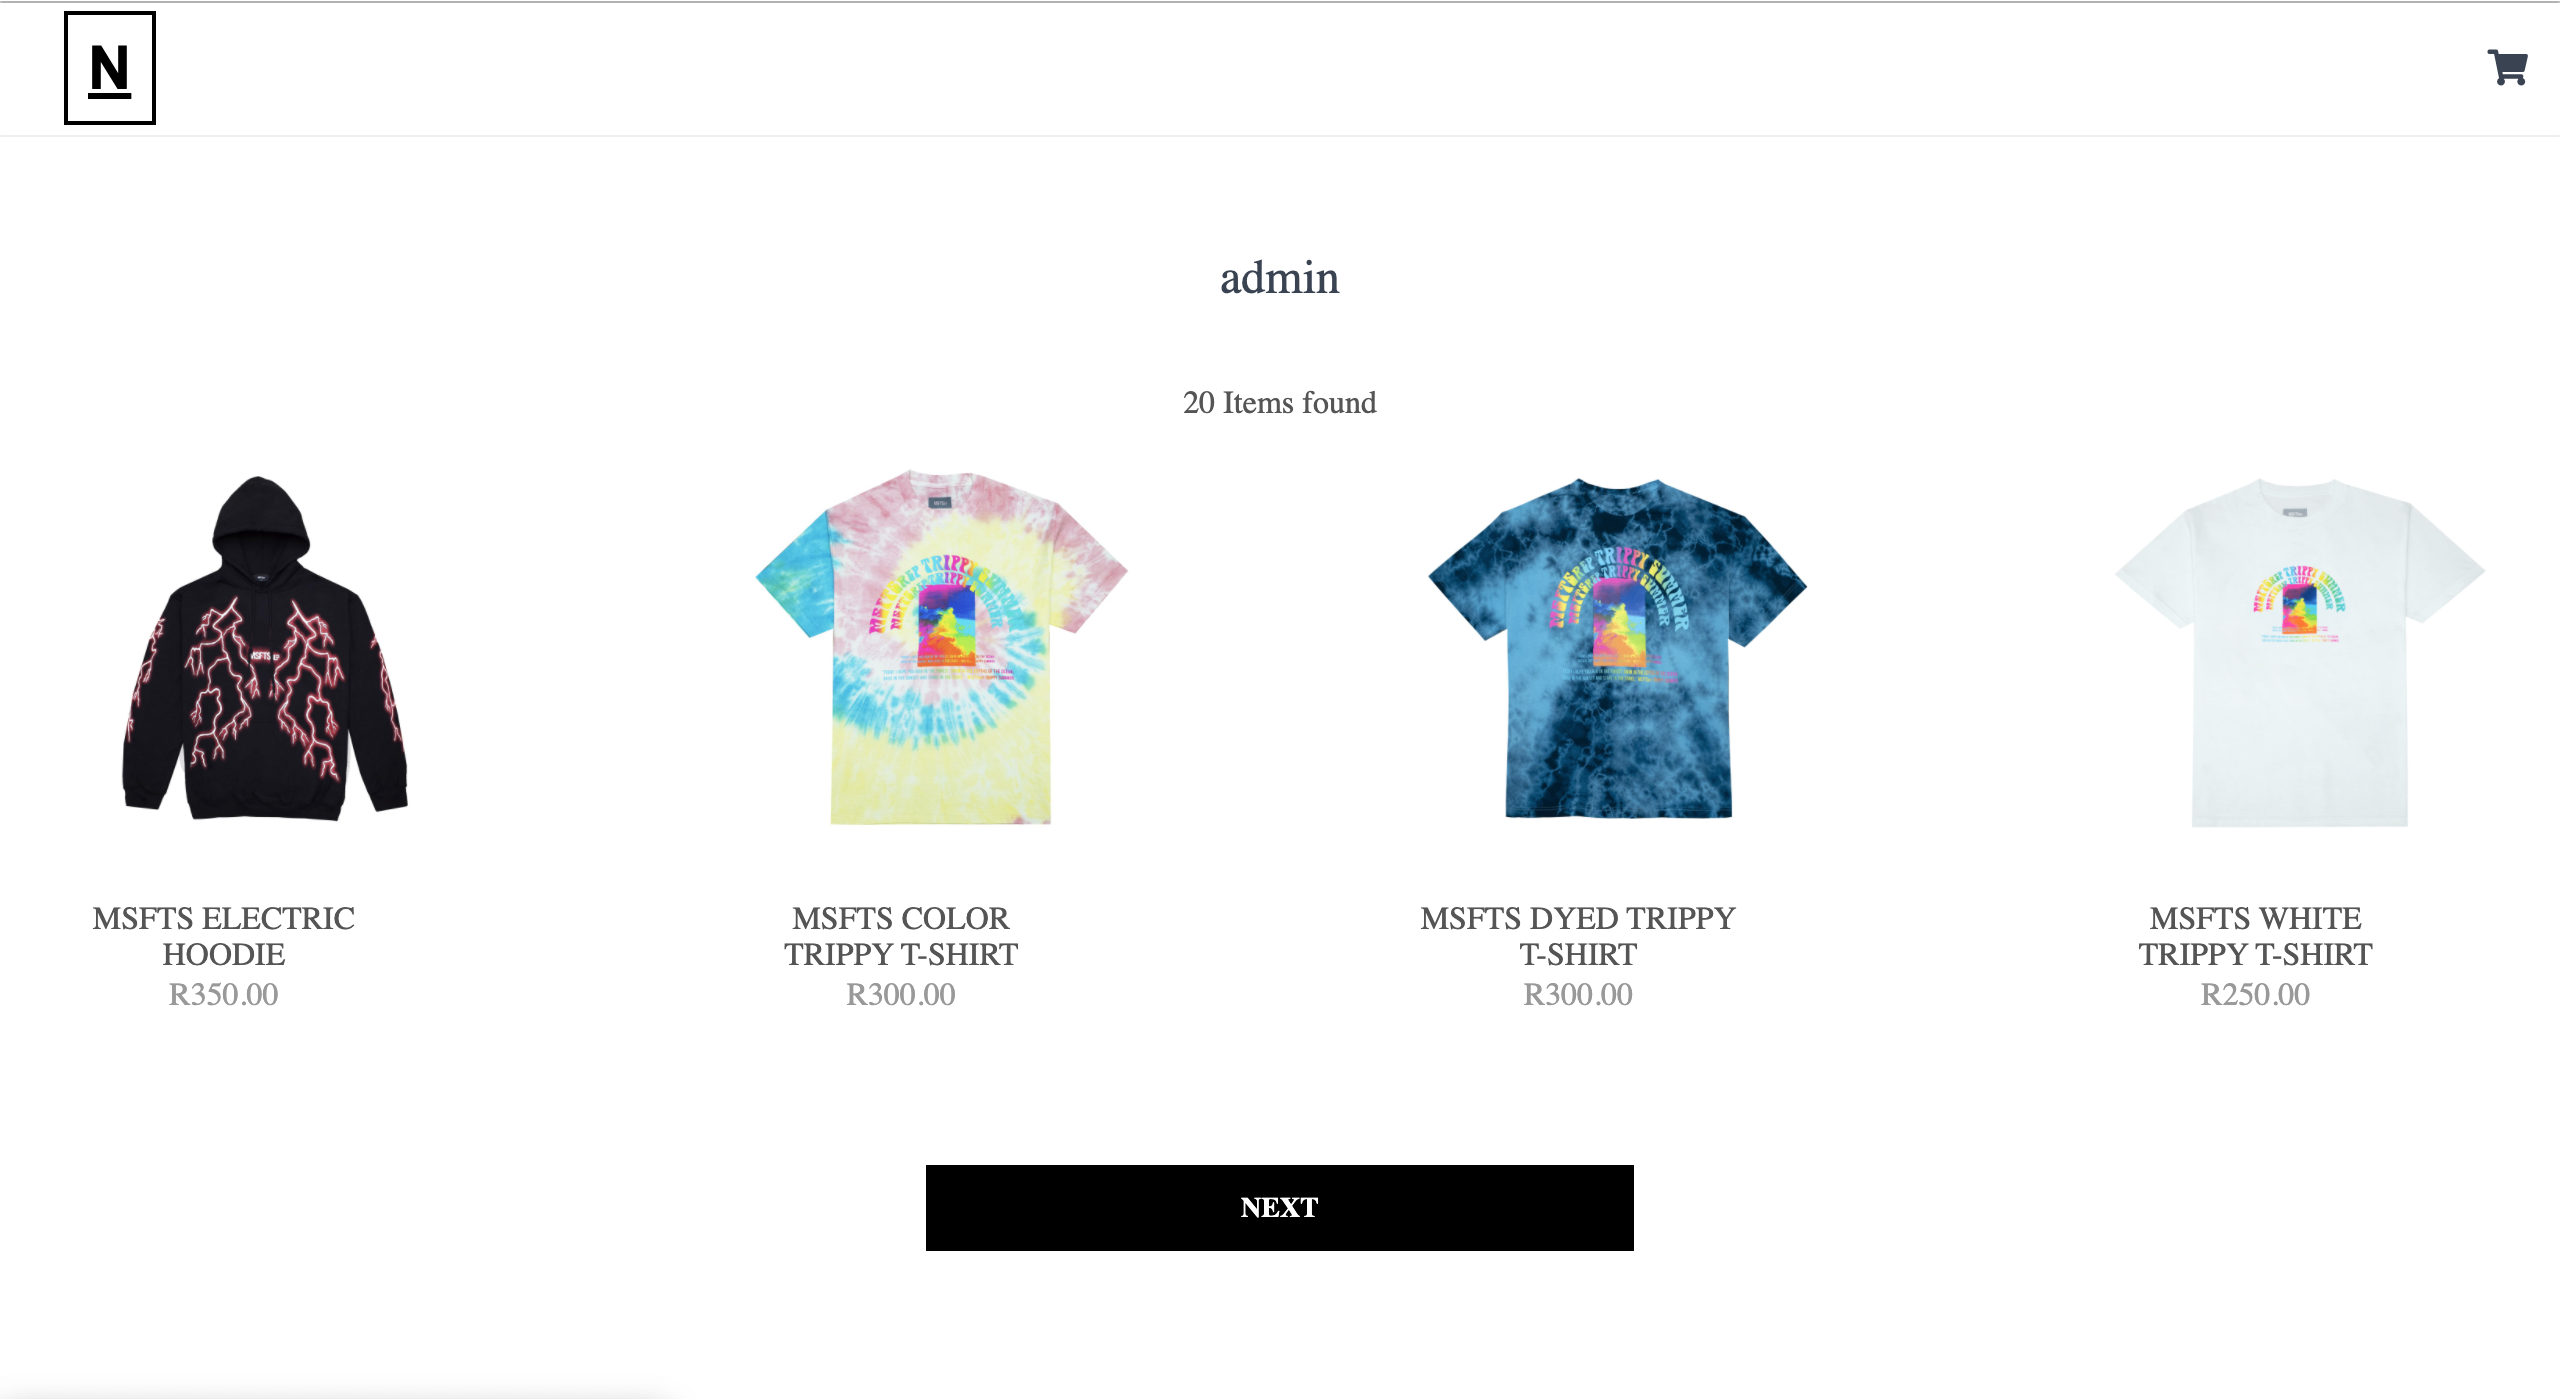 N
admin
20 Items found
MSFTS ELECTRIC
HOODIE
R350.00
MSFTS COLOR
TRIPPY T-SHIRT
R300.00
MSFTS DYED TRIPPY
T-SHIRT
R300.00
MSFTS WHITE
TRIPPY T-SHIRT
R250.00
NEXT